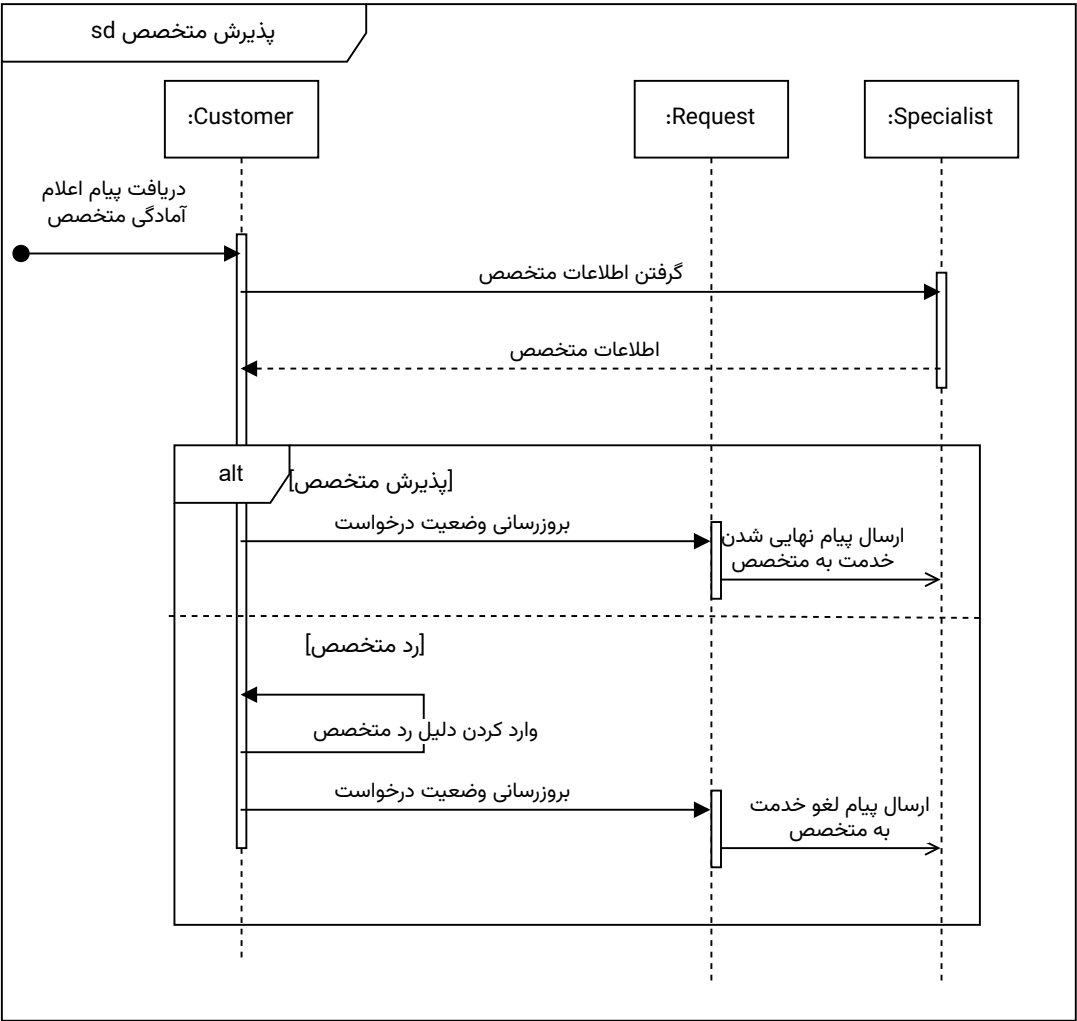 sd پذیرش متخصص
:Customer
:Request
:Specialist
دریافت پیام اعلام
آمادگی متخصص
گرفتن اطلاعات متخصص
اطلاعات متخصص
alt
[پذیرش متخصص]
بروزرسانی وضعیت درخواست
ارسال پیام نهایی شدن
خدمت به متخصص
[رد متخصص]
وارد کردن دلیل رد متخصص
بروزرسانی وضعیت درخواست
ارسال پیام لغو خدمت
به متخصص